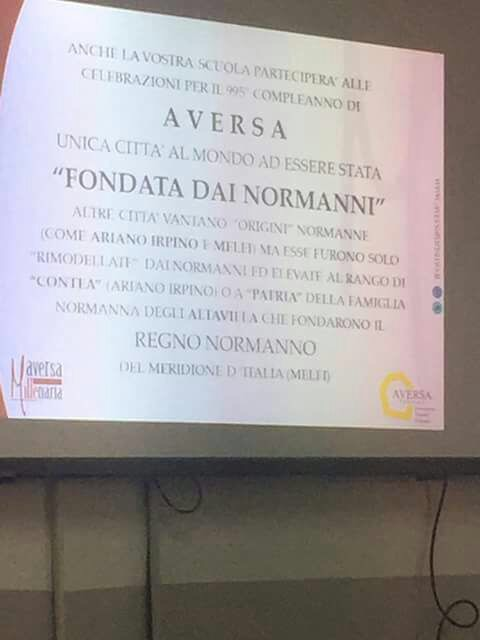 ANCHE LA VOSTRA SCUOLA PARTECIPERA' ALLE
CELEBRAZIONI PER IL 995° COMPLEANNO DI
AVERSA
UNICA CITTA' AL MONDO AD ESSERE STATA
"FONDATA DAI NORMANNI"
ALTRE CITTA' VANTANO "ORIGINI" NORMANNE
(COME ARIANO IRPINO E MELFI) MA ESSE FURONO SOLO
"RIMODELLATE" DAI NORMANNI ED ELEVATE AL RANGO DI
"CONTEA" (ARIANO IRPINO) O A "PATRIA" DELLA FAMIGLIA
NORMANNA DEGLI ALTAVILLA CHE FONDARONO IL
REGNO NORMANNO
DEL MERIDIONE D'ITALIA (MELFI)
aversa
Millenaria
AVERSA